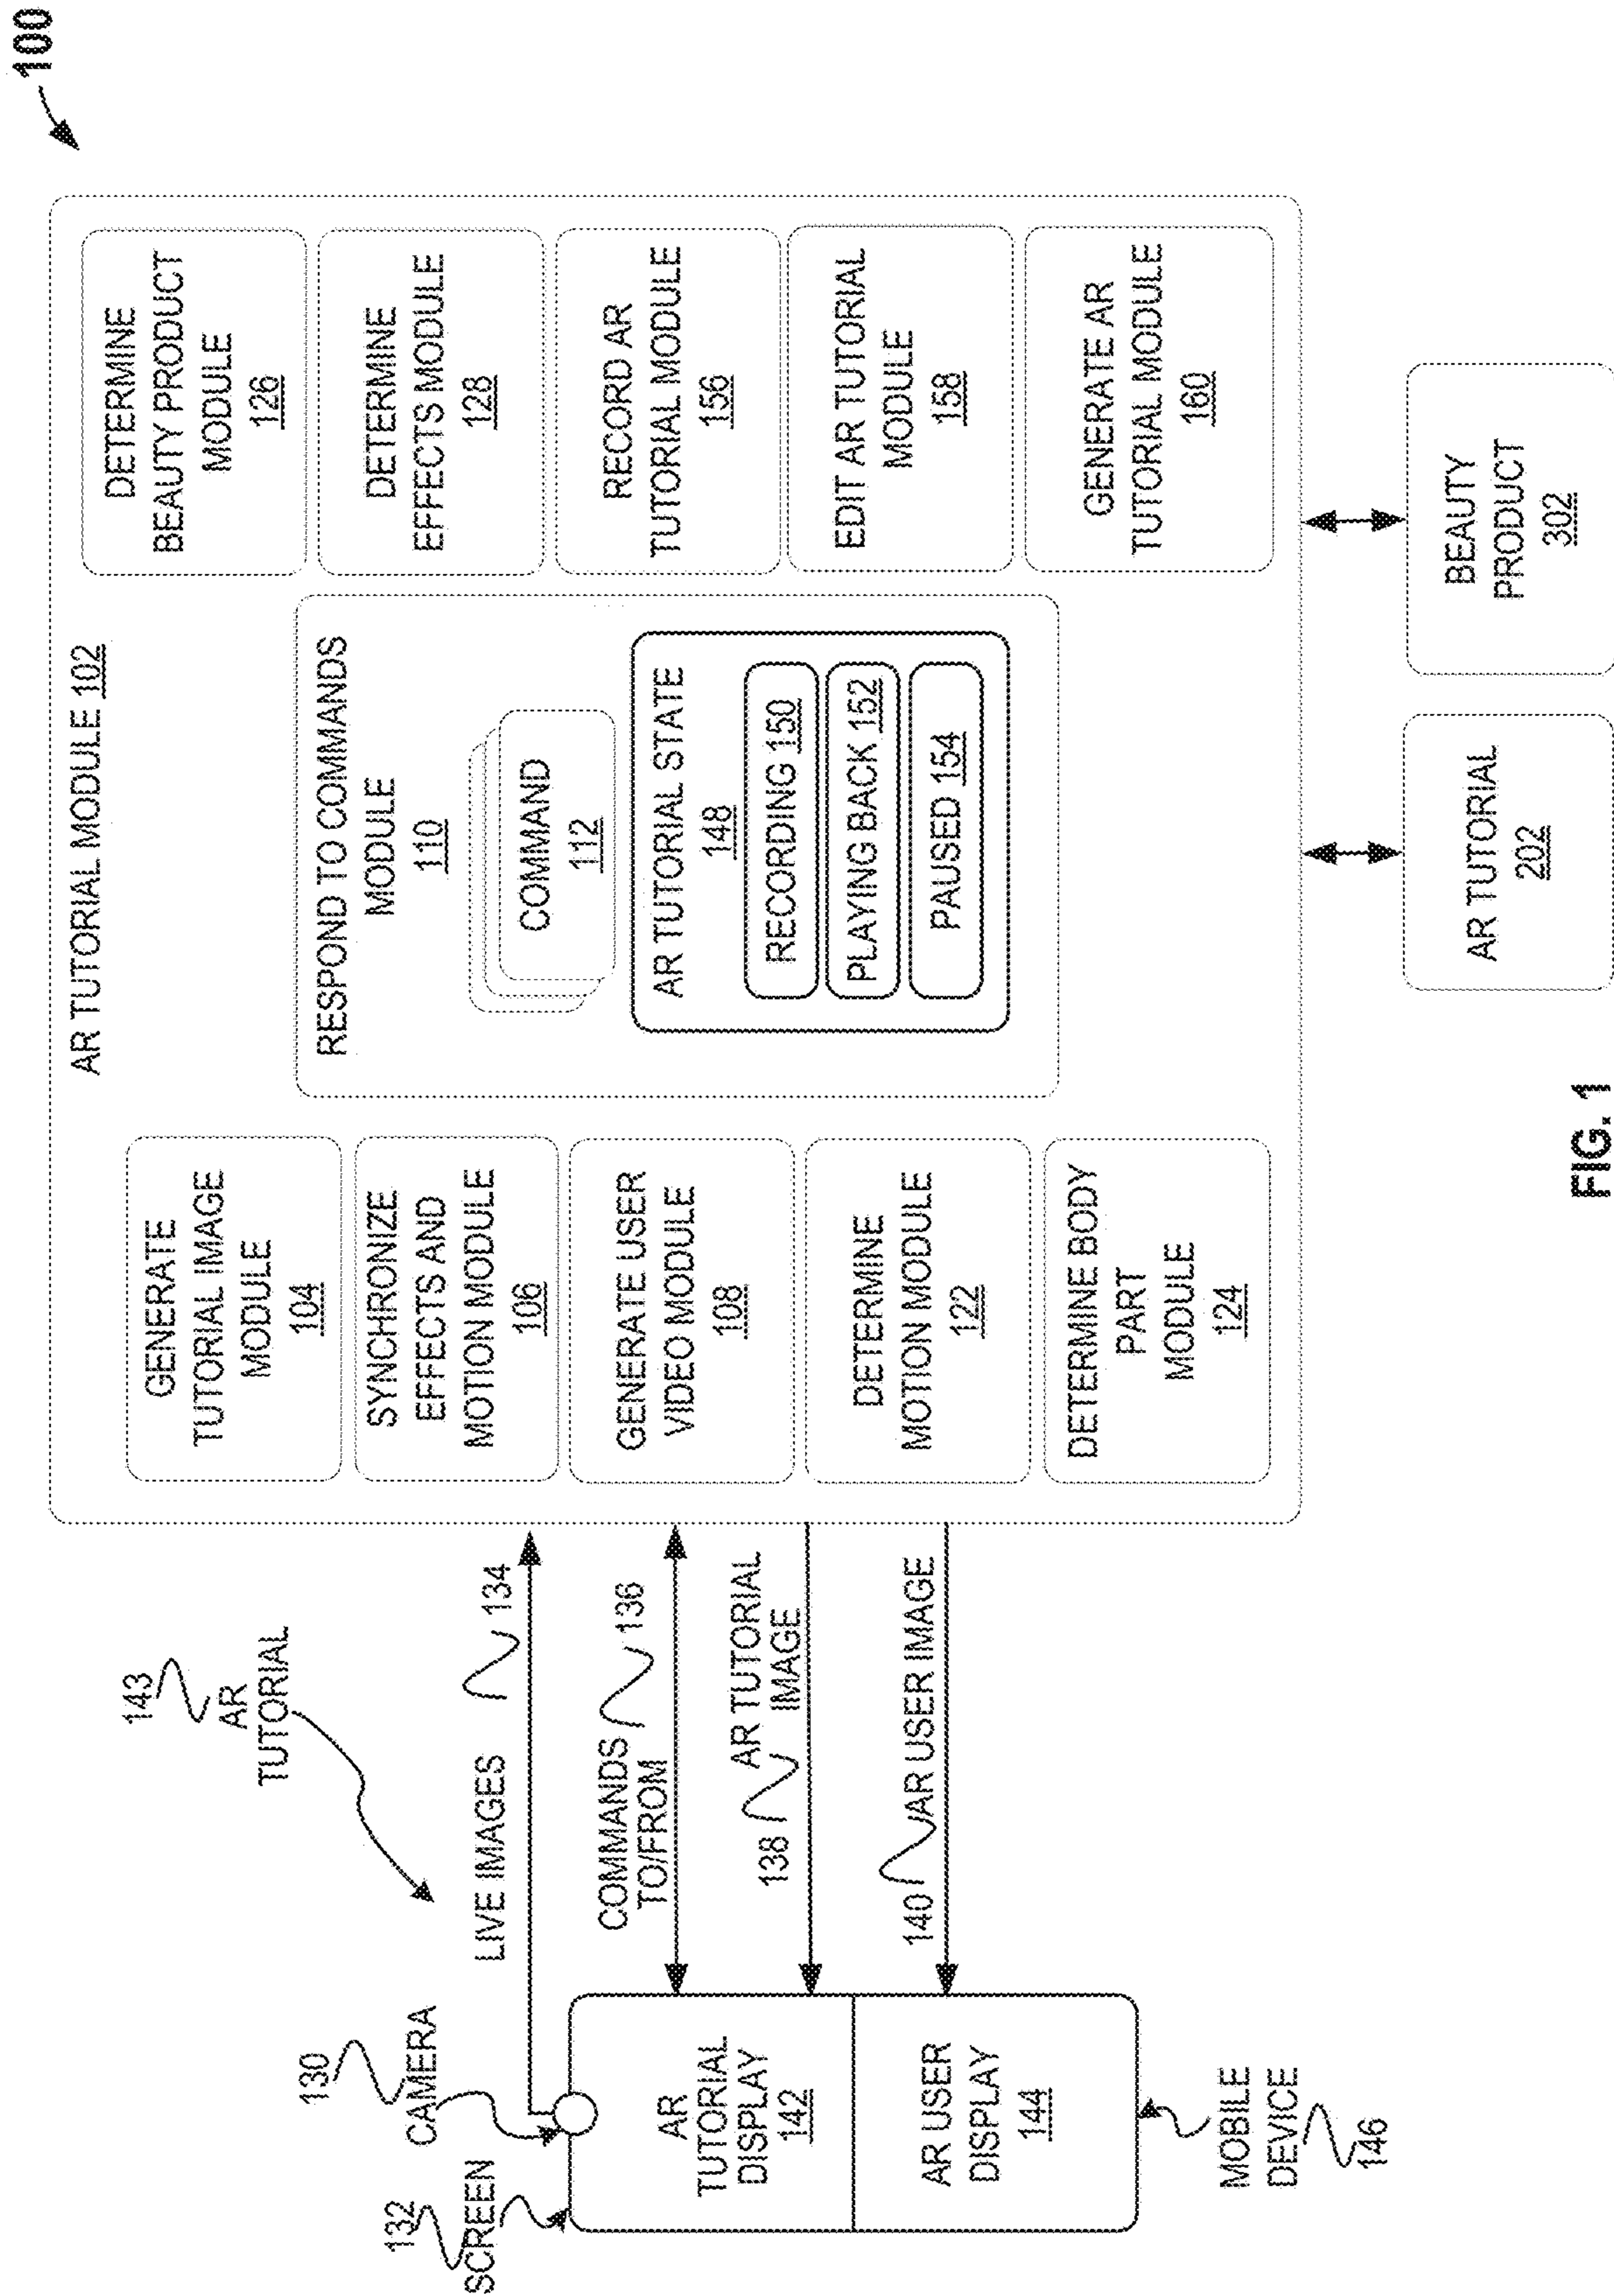 100
AR TUTORIAL MODULE 102
GENERATE
TUTORIAL IMAGE
MODULE
104
SYNCHRONIZE
EFFECTS AND
MOTION MODULE
106
GENERATE USER
VIDEO MODULE
108
DETERMINE
MOTION MODULE
122
DETERMINE BODY
PART
MODULE
124
RESPOND TO COMMANDS
MODULE
110
COMMAND
112
AR TUTORIAL STATE
148
RECORDING 150
PLAYING BACK 152
PAUSED 154
DETERMINE
BEAUTY PRODUCT
MODULE
126
DETERMINE
EFFECTS MODULE
128
RECORD AR
TUTORIAL MODULE
156
EDIT AR TUTORIAL
MODULE
158
GENERATE AR
TUTORIAL MODULE
160
143
AR
TUTORIAL
LIVE IMAGES
134
COMMANDS
TO/FROM
136
138
AR TUTORIAL
IMAGE
140
AR USER IMAGE
132
SCREEN
130
CAMERA
AR
TUTORIAL
DISPLAY
142
AR USER
DISPLAY
144
MOBILE
DEVICE
146
AR TUTORIAL
202
BEAUTY
PRODUCT
302
FIG. 1